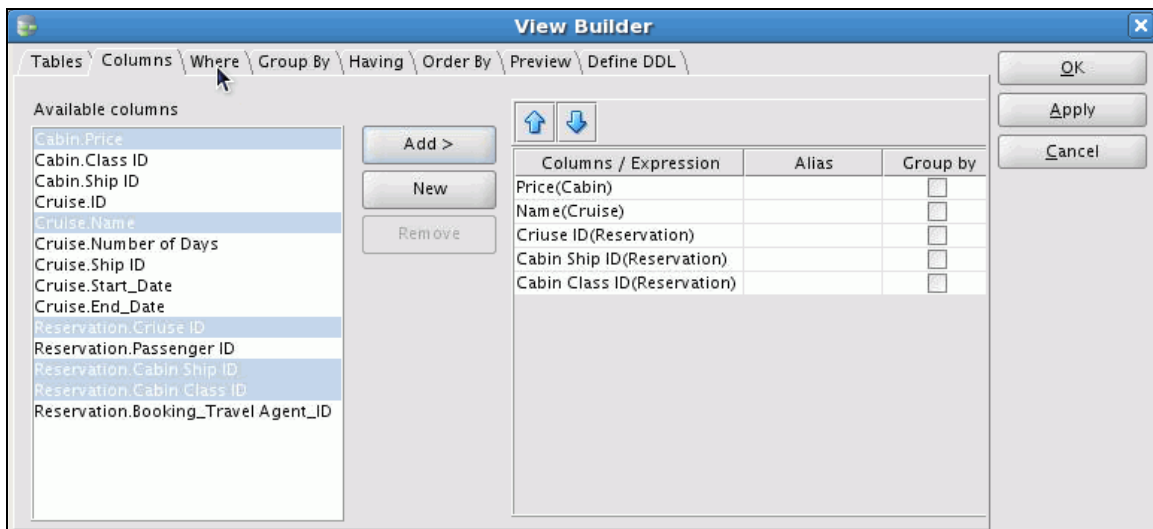 View Builder
Tables Columns Where Group By Having Order By Preview Define DDL
OK
Apply
Cancel
Available columns
Cabin.Price
Cabin.Class ID
Cabin.Ship ID
Cruise.ID
Cruise.Name
Cruise.Number of Days
Cruise.Ship ID
Cruise.Start_Date
Cruise.End_Date
Reservation.Criuse ID
Reservation.Passenger ID
Reservation.Cabin Ship ID
Reservation.Cabin Class ID
Reservation.Booking_Travel Agent_ID
Add >
New
Remove
Columns / Expression Alias Group by
Price(Cabin)
Name(Cruise)
Criuse ID(Reservation)
Cabin Ship ID(Reservation)
Cabin Class ID(Reservation)